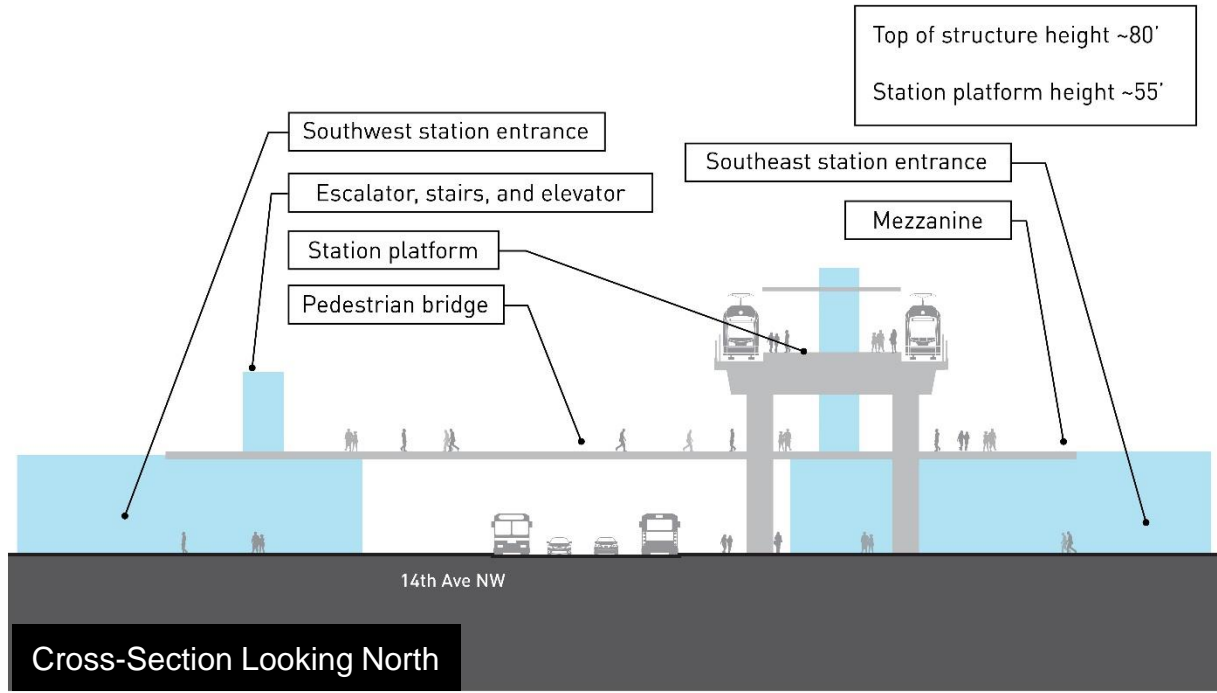 Top of structure height ~80’
Station platform height ~55’
Southwest station entrance
Southeast station entrance
Escalator, stairs, and elevator
Mezzanine
Station platform
Pedestrian bridge
14th Ave NW
Cross-Section Looking North